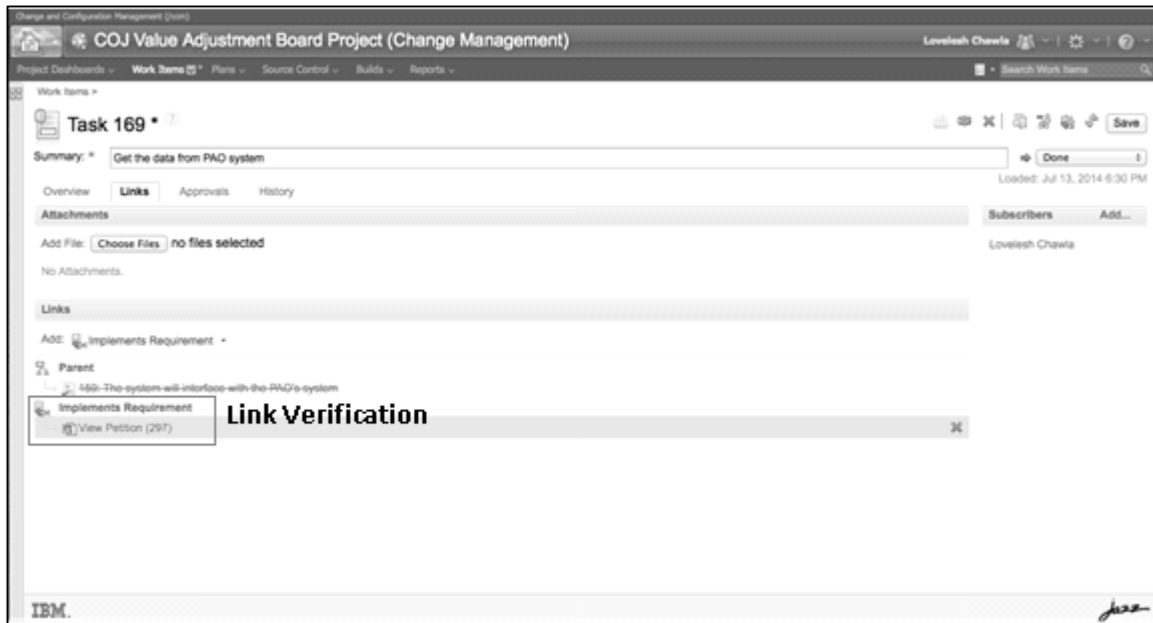 Change and Configuration Management (/ccm)
COJ Value Adjustment Board Project (Change Management)
Lovelesh Chawla
Project Dashboards
Work Items
Plans
Source Control
Builds
Reports
Search Work Items
Work Items >
Task 169 *
Save
Summary: *
Get the data from PAO system
Done
Loaded: Jul 13, 2014 6:30 PM
Overview
Links
Approvals
History
Attachments
Subscribers
Add...
Add File: Choose Files no files selected
Lovelesh Chawla
No Attachments.
Links
Add: Implements Requirement
Parent
159: The system will interface with the PAO's system
Implements Requirement
Link Verification
View Petition (297)
IBM.
Jazz